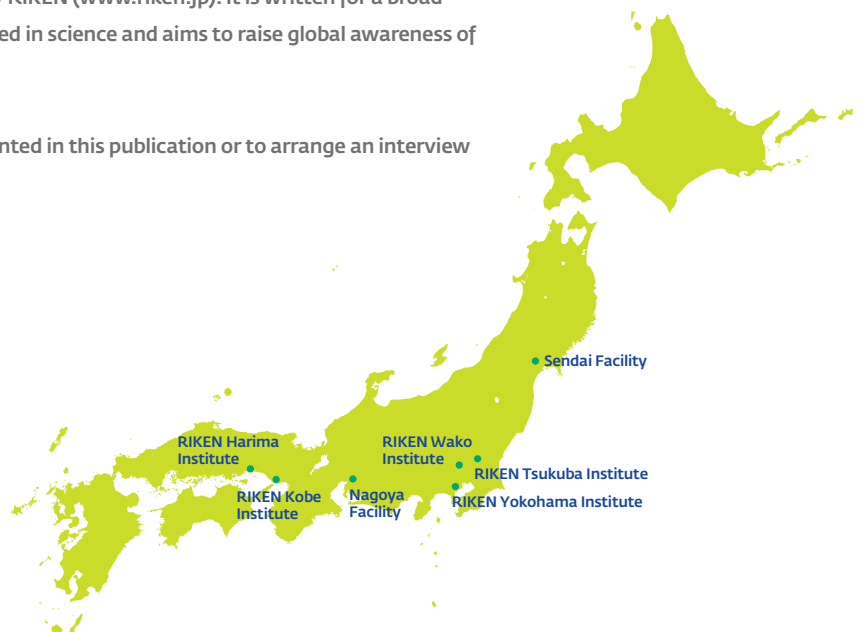 RIKEN (www.riken.jp). It is written for a broad
ed in science and aims to raise global awareness of
nted in this publication or to arrange an interview
Sendai Facility
RIKEN Harima
Institute
RIKEN Wako
Institute
RIKEN Tsukuba Institute
RIKEN Kobe
Institute
Nagoya
Facility
RIKEN Yokohama Institute